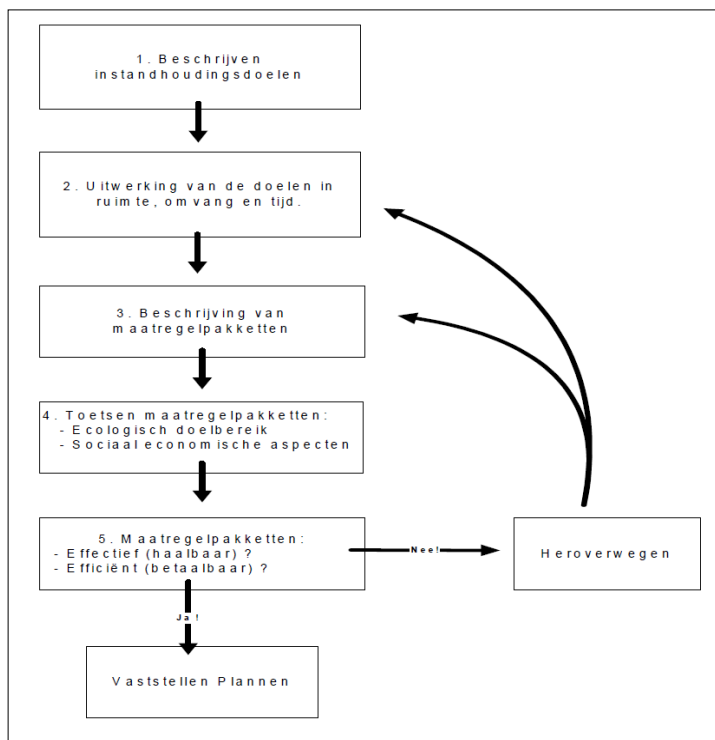 1. Beschrijven
instandhoudingsdoelen
2. Uitwerking van de doelen in
ruimte, omvang en tijd.
3. Beschrijving van
maatregelpakketten
4. Toetsen maatregelpakketten:
- Ecologisch doelbereik
- Sociaal economische aspecten
5. Maatregelpakketten:
- Effectief (haalbaar) ?
- Efficiënt (betaalbaar) ?
Nee!
Heroverwegen
Ja!
Vaststellen Plannen